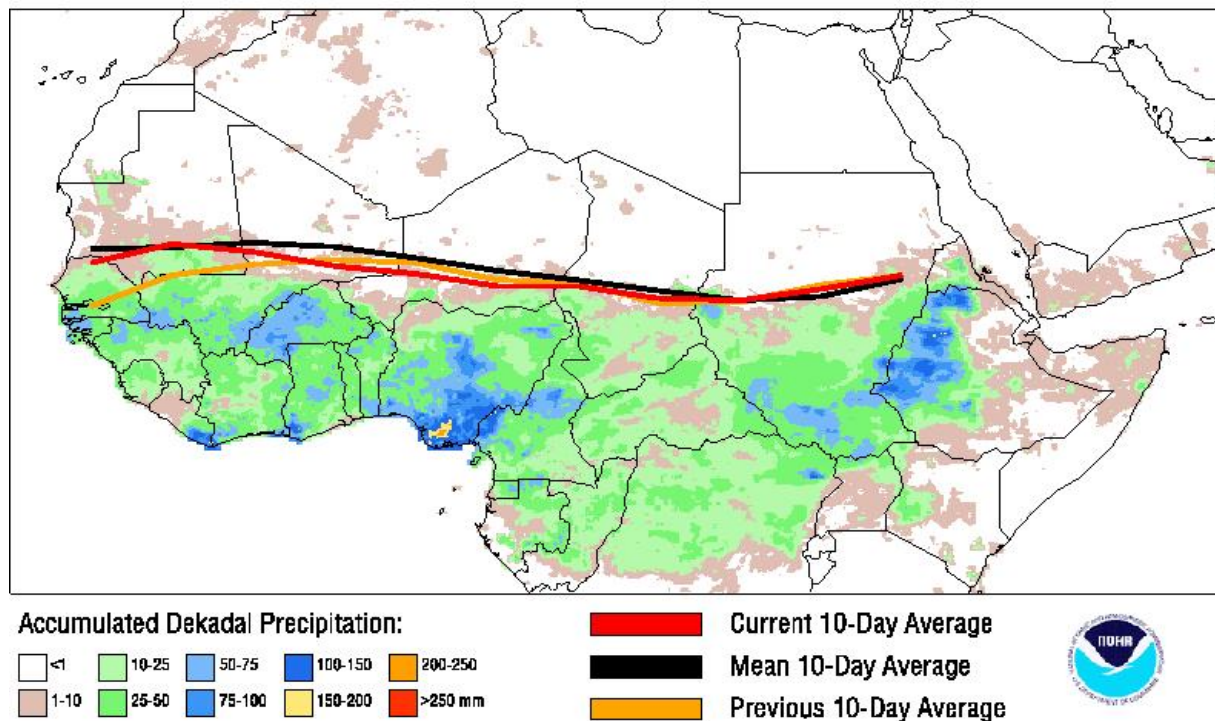 Accumulated Dekadal Precipitation:
<1 10-25 50-75 100-150 200-250
1-10 25-50 75-100 150-200 >250 mm
Current 10-Day Average
Mean 10-Day Average
Previous 10-Day Average